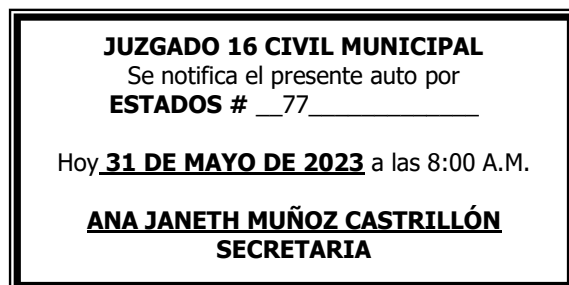 JUZGADO 16 CIVIL MUNICIPAL
Se notifica el presente auto por
ESTADOS # __77______________
Hoy 31 DE MAYO DE 2023 a las 8:00 A.M.
ANA JANETH MUÑOZ CASTRILLÓN
SECRETARIA